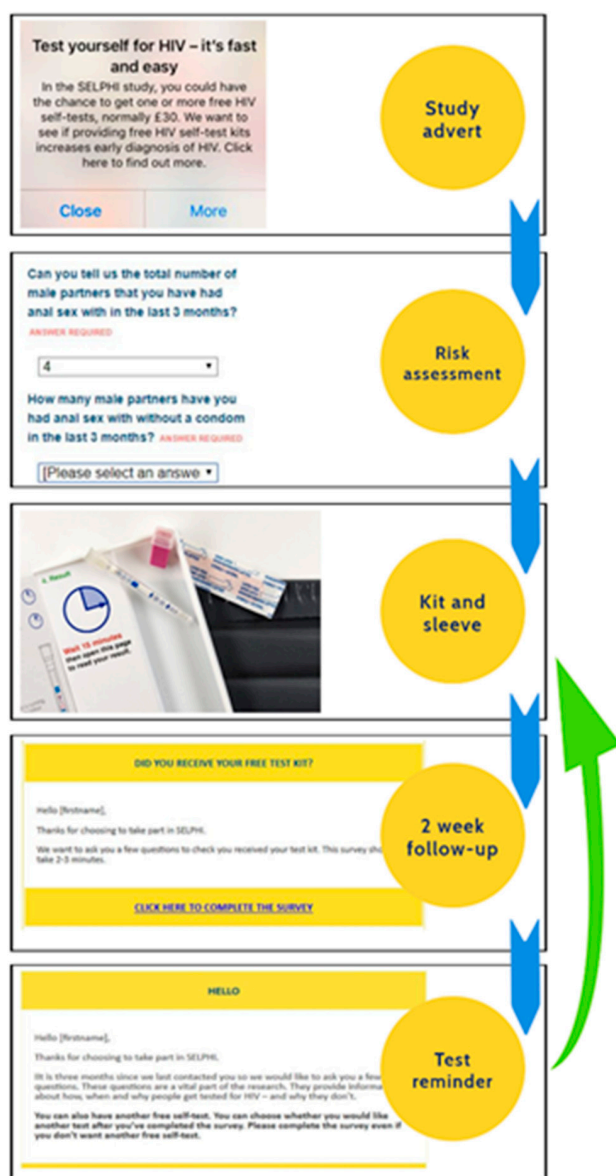 Test yourself for HIV – it's fast
and easy
In the SELPHI study, you could have
the chance to get one or more free HIV
self-tests, normally £30. We want to
see if providing free HIV self-test kits
increases early diagnosis of HIV. Click
here to find out more.
Close
More
Study
advert
Can you tell us the total number of
male partners that you have had
anal sex with in the last 3 months?
ANSWER REQUIRED
4
How many male partners have you
had anal sex with without a condom
in the last 3 months? ANSWER REQUIRED
[Please select an answe
Risk
assessment
Result
Wait 15 minutes
then open this page
to read your result.
Kit and
sleeve
DID YOU RECEIVE YOUR FREE TEST KIT?
Hello [firstname],
Thanks for choosing to take part in SELPHI.
We want to ask you a few questions to check you received your test kit. This survey sho
take 2-3 minutes.
CLICK HERE TO COMPLETE THE SURVEY
2 week
follow-up
HELLO
Hello [firstname],
Thanks for choosing to take part in SELPHI.
It is three months since we last contacted you so we would like to ask you a few
questions. These questions are a vital part of the research. They provide informa
about how, when and why people get tested for HIV – and why they don't.
You can also have another free self-test. You can choose whether you would like
another test after you've completed the survey. Please complete the survey even if
you don't want another free self-test.
Test
reminder